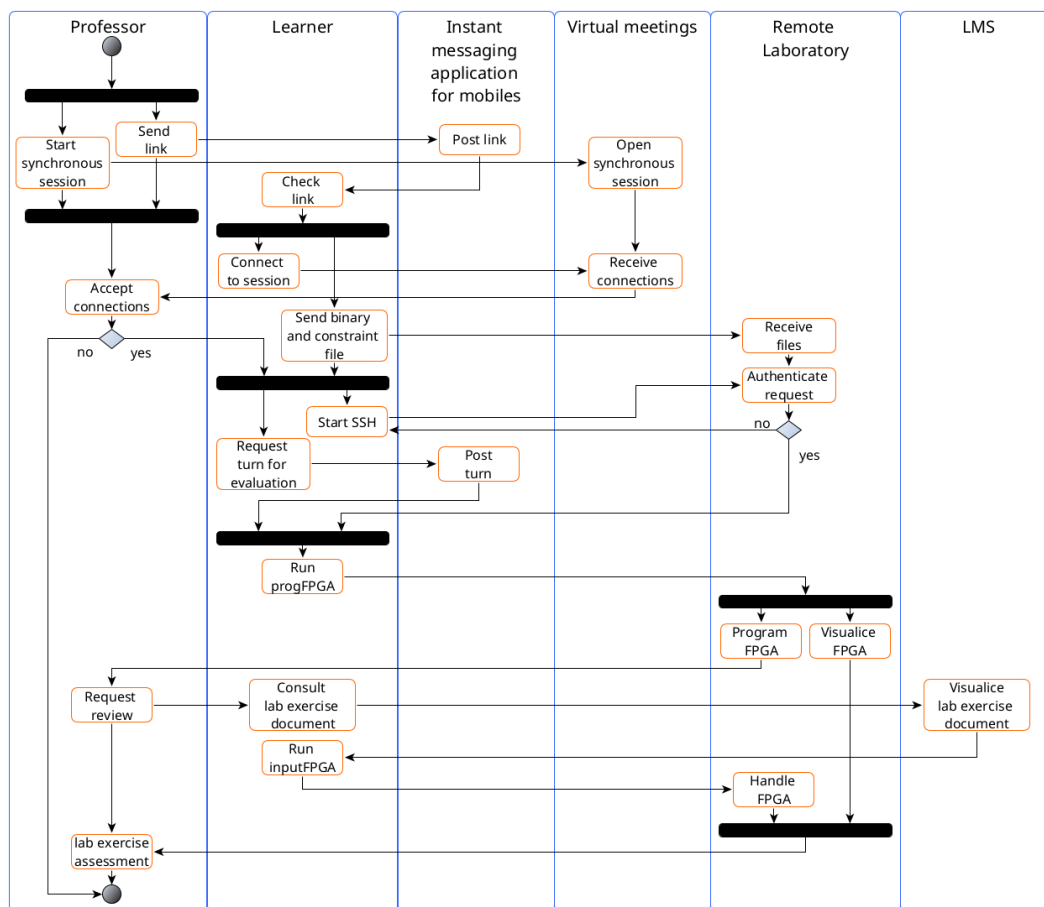 Professor
Learner
Instant
messaging
application
for mobiles
Virtual meetings
Remote
Laboratory
LMS
Send
link
Post link
Start
synchronous
session
Open
synchronous
session
Check
link
Connect
to session
Receive
connections
Accept
connections
no
yes
Send binary
and constraint
file
Receive
files
Authenticate
request
Start SSH
no
yes
Request
turn for
evaluation
Post
turn
Run
progFPGA
Program
FPGA
Visualice
FPGA
Request
review
Consult
lab exercise
document
Visualice
lab exercise
document
Run
inputFPGA
Handle
FPGA
lab exercise
assessment